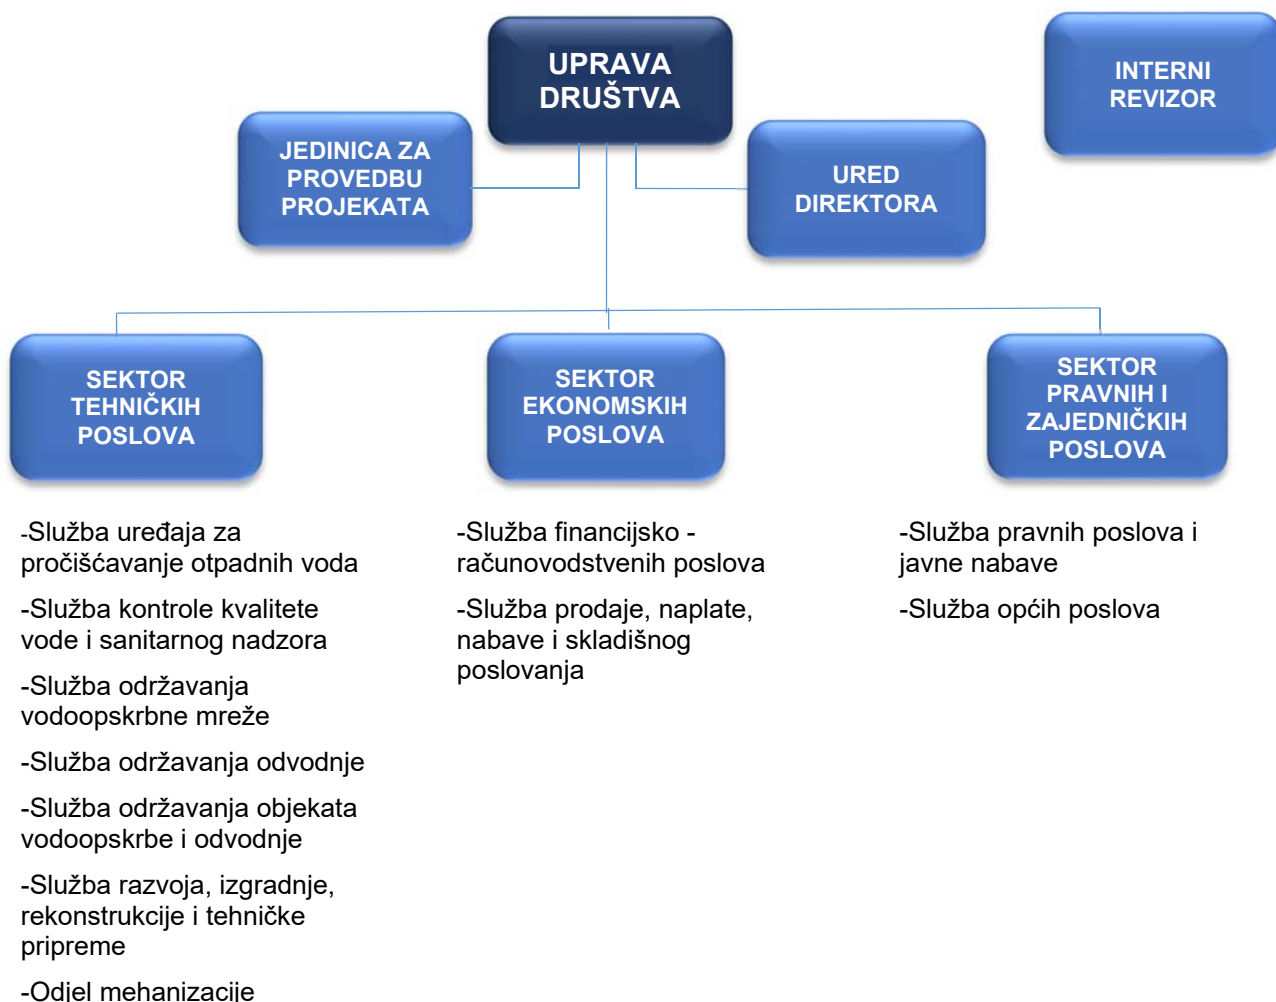 UPRAVA
DRUŠTVA
INTERNI
REVIZOR
JEDINICA ZA
PROVEDBU
PROJEKATA
URED
DIREKTORA
SEKTOR
TEHNIČKIH
POSLOVA
SEKTOR
EKONOMSKIH
POSLOVA
SEKTOR
PRAVNIH I
ZAJEDNIČKIH
POSLOVA
-Služba uređaja za
pročišćavanje otpadnih voda
-Služba kontrole kvalitete
vode i sanitarnog nadzora
-Služba održavanja
vodoopskrbne mreže
-Služba održavanja odvodnje
-Služba održavanja objekata
vodoopskrbe i odvodnje
-Služba razvoja, izgradnje,
rekonstrukcije i tehničke
pripreme
-Odjel mehanizacije
-Služba financijsko -
računovodstvenih poslova
-Služba prodaje, naplate,
nabave i skladišnog
poslovanja
-Služba pravnih poslova i
javne nabave
-Služba općih poslova